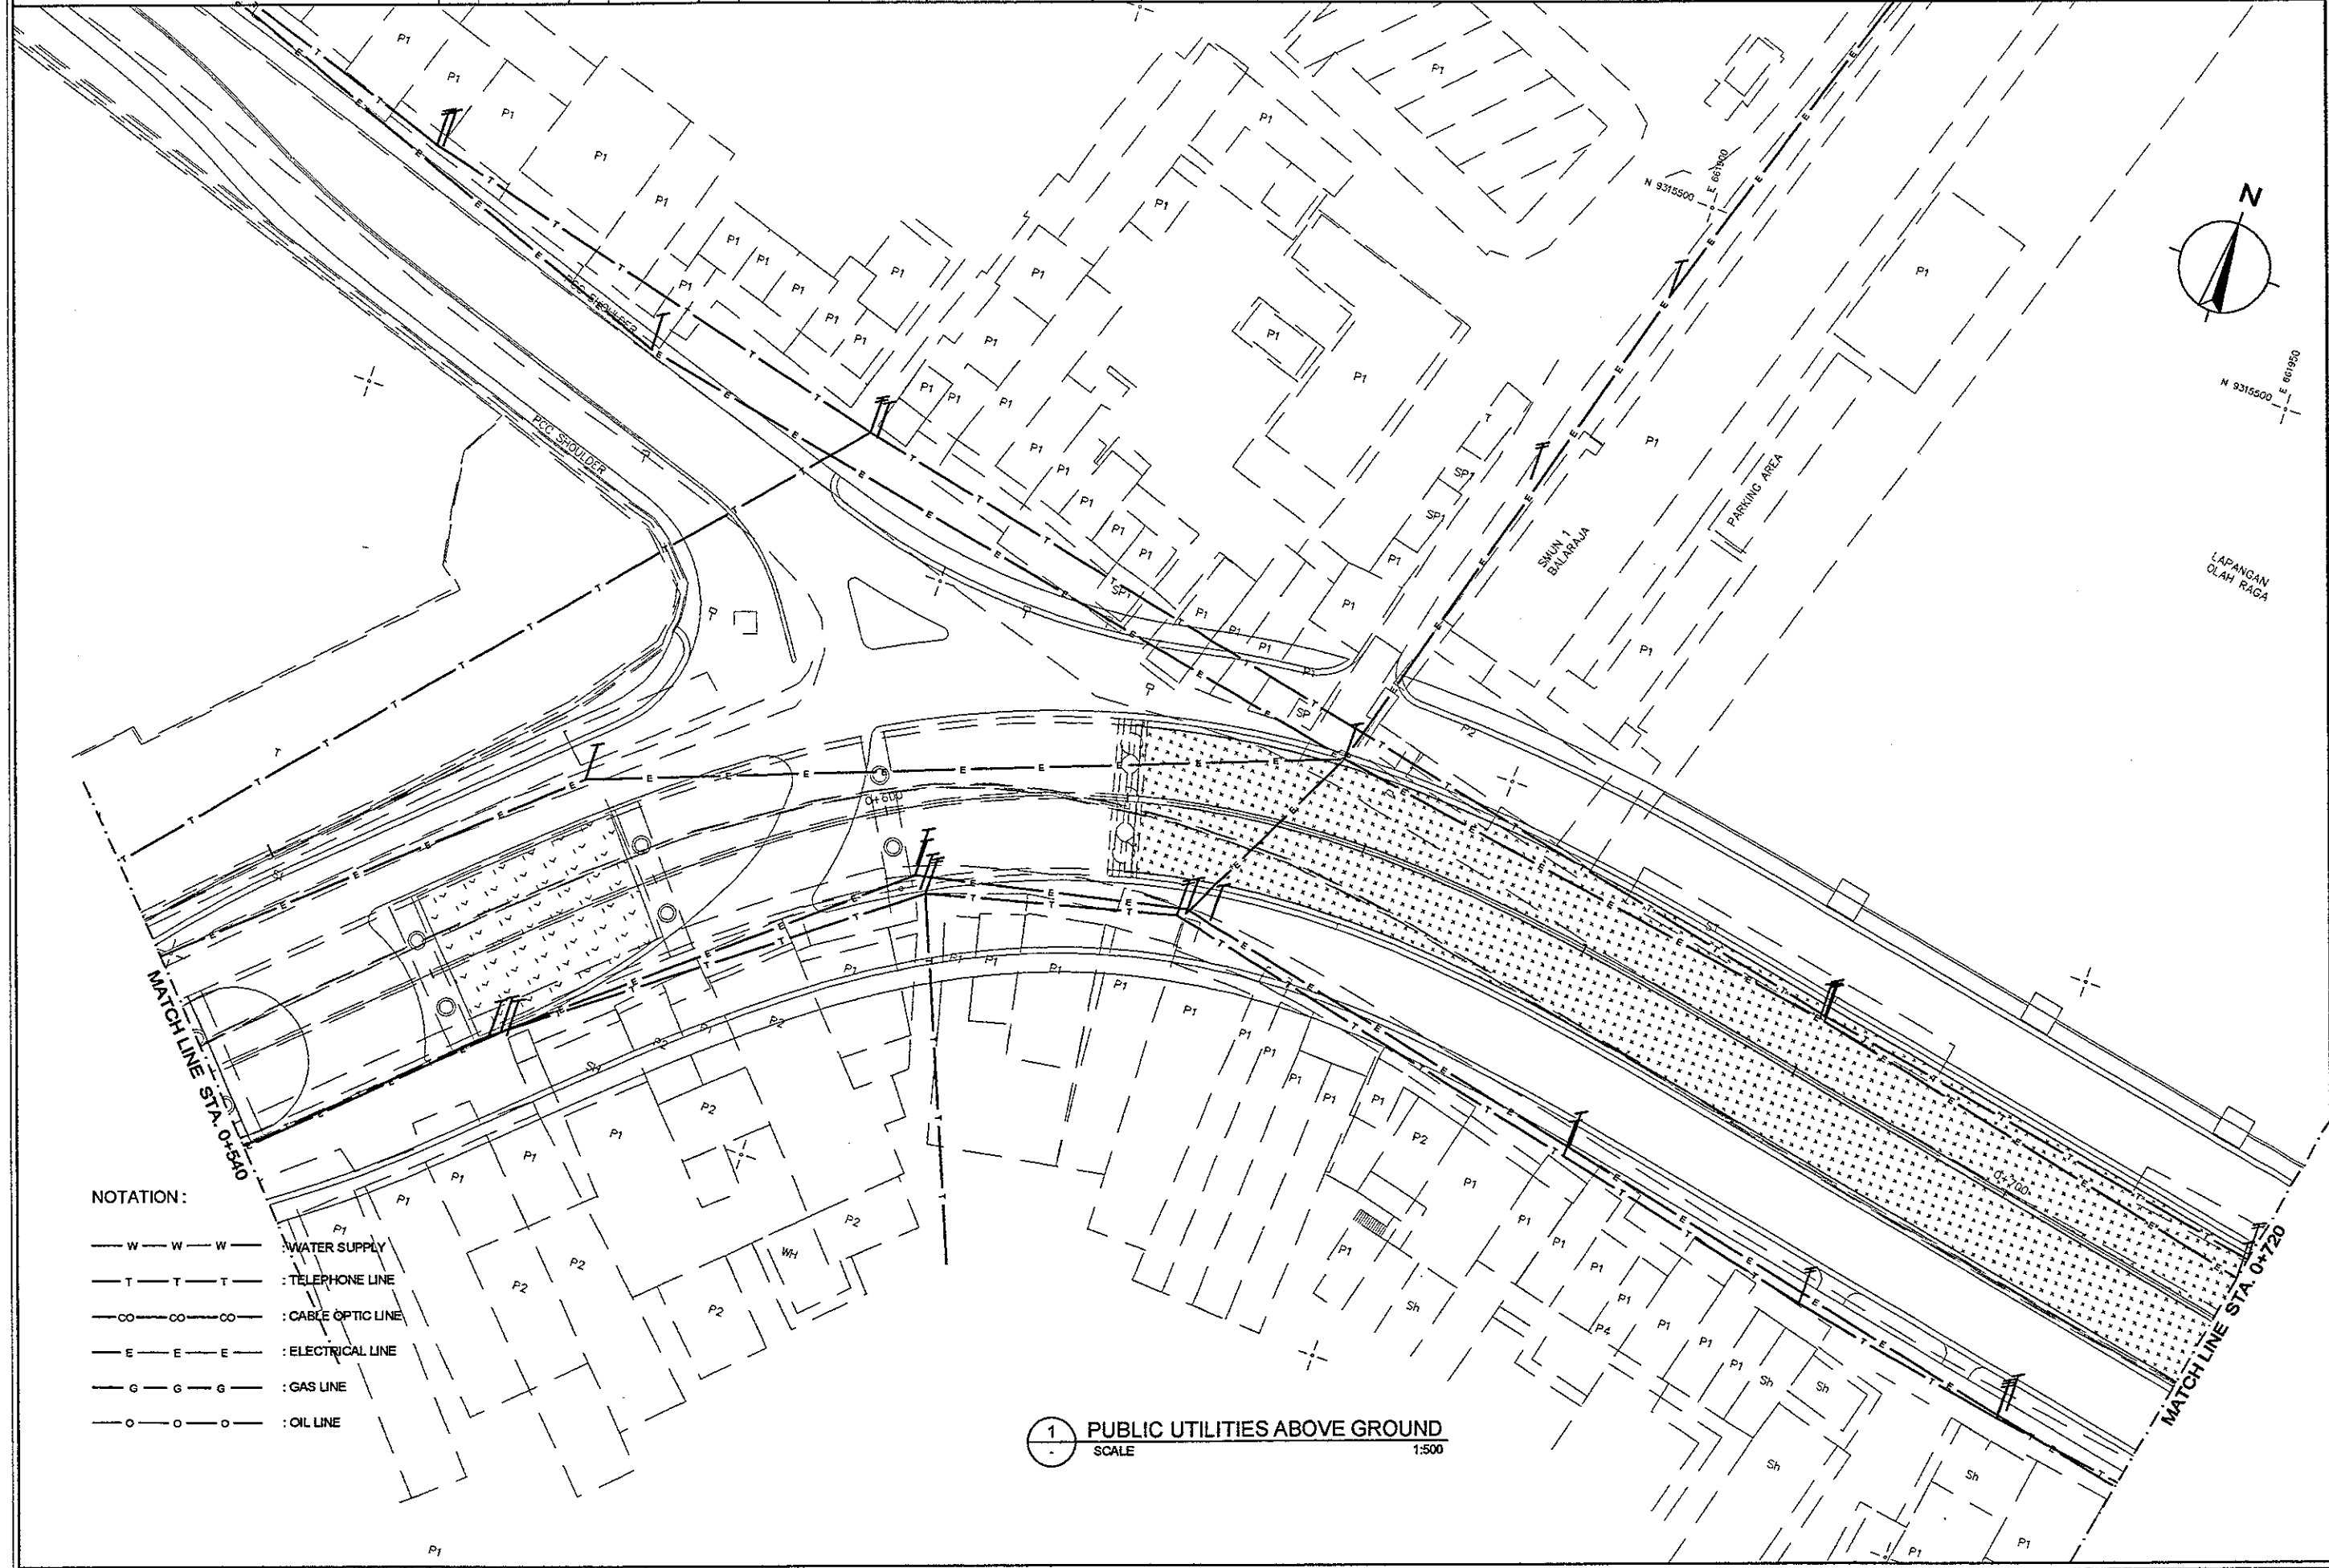 N 9315500
E 661900
N
N 9315500
E 661950
PCC SHOULDER
PCC SHOULDER
PARKING AREA
SMUN 1
BALARAJA
LAPANGAN
OLAH RAGA
0+600
0+700
MATCH LINE STA. 0+540
MATCH LINE STA. 0+720
NOTATION :
W W W : WATER SUPPLY
T T T : TELEPHONE LINE
CO CO CO : CABLE OPTIC LINE
E E E : ELECTRICAL LINE
G G G : GAS LINE
O O O : OIL LINE
1
-
PUBLIC UTILITIES ABOVE GROUND
SCALE 1:500
P1
P1
P1
P1
P1
P1
P1
P1
P1
P1
SP1
SP1
SP1
SP
P2
P2
P2
P2
P2
P2
WH
P4
Sh
Sh
Sh
Sh
Sh